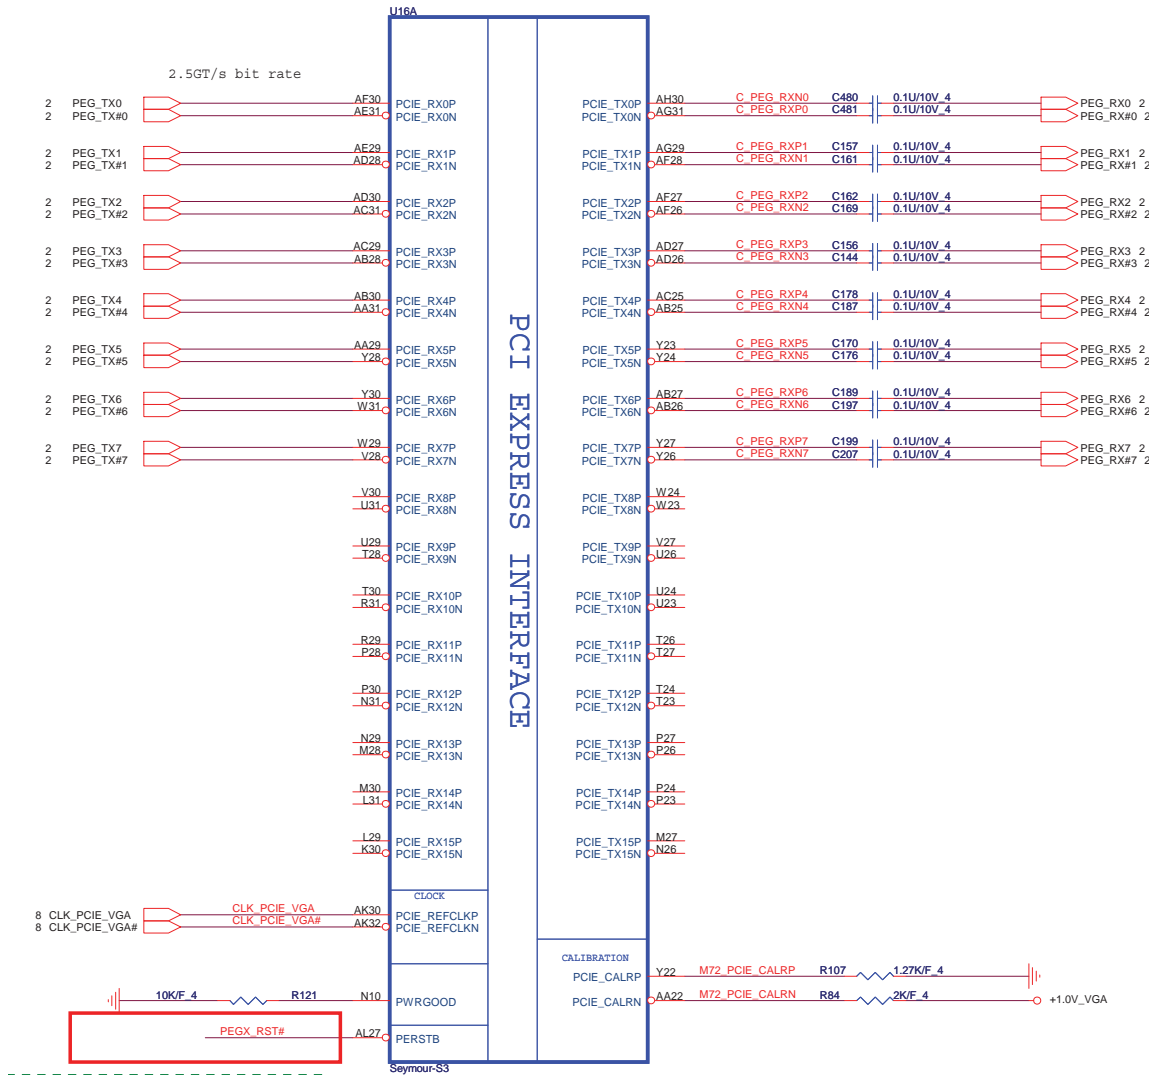 U16A
2.5GT/s bit rate
2 PEG_TX0 AF30 PCIE_RX0P PCIE_TX0P AH30 C_PEG_RXN0 C480 0.1U/10V_4 PEG_RX0 2
2 PEG_TX#0 AE31 PCIE_RX0N PCIE_TX0N AG31 C_PEG_RXP0 C481 0.1U/10V_4 PEG_RX#0 2
2 PEG_TX1 AE29 PCIE_RX1P PCIE_TX1P AG29 C_PEG_RXP1 C157 0.1U/10V_4 PEG_RX1 2
2 PEG_TX#1 AD28 PCIE_RX1N PCIE_TX1N AF28 C_PEG_RXN1 C161 0.1U/10V_4 PEG_RX#1 2
2 PEG_TX2 AD30 PCIE_RX2P PCIE_TX2P AF27 C_PEG_RXP2 C162 0.1U/10V_4 PEG_RX2 2
2 PEG_TX#2 AC31 PCIE_RX2N PCIE_TX2N AF26 C_PEG_RXN2 C169 0.1U/10V_4 PEG_RX#2 2
2 PEG_TX3 AC29 PCIE_RX3P PCIE_TX3P AD27 C_PEG_RXP3 C156 0.1U/10V_4 PEG_RX3 2
2 PEG_TX#3 AB28 PCIE_RX3N PCIE_TX3N AD26 C_PEG_RXN3 C144 0.1U/10V_4 PEG_RX#3 2
2 PEG_TX4 AB30 PCIE_RX4P PCIE_TX4P AC25 C_PEG_RXP4 C178 0.1U/10V_4 PEG_RX4 2
2 PEG_TX#4 AA31 PCIE_RX4N PCIE_TX4N AB25 C_PEG_RXN4 C187 0.1U/10V_4 PEG_RX#4 2
2 PEG_TX5 AA29 PCIE_RX5P PCIE_TX5P Y23 C_PEG_RXP5 C170 0.1U/10V_4 PEG_RX5 2
2 PEG_TX#5 Y28 PCIE_RX5N PCIE_TX5N Y24 C_PEG_RXN5 C176 0.1U/10V_4 PEG_RX#5 2
2 PEG_TX6 Y30 PCIE_RX6P PCIE_TX6P AB27 C_PEG_RXP6 C189 0.1U/10V_4 PEG_RX6 2
2 PEG_TX#6 W31 PCIE_RX6N PCIE_TX6N AB26 C_PEG_RXN6 C197 0.1U/10V_4 PEG_RX#6 2
2 PEG_TX7 W29 PCIE_RX7P PCIE_TX7P Y27 C_PEG_RXP7 C199 0.1U/10V_4 PEG_RX7 2
2 PEG_TX#7 V28 PCIE_RX7N PCIE_TX7N Y26 C_PEG_RXN7 C207 0.1U/10V_4 PEG_RX#7 2
PCI EXPRESS INTERFACE
V30 PCIE_RX8P PCIE_TX8P W24
U31 PCIE_RX8N PCIE_TX8N W23
U29 PCIE_RX9P PCIE_TX9P V27
T28 PCIE_RX9N PCIE_TX9N U26
T30 PCIE_RX10P PCIE_TX10P U24
R31 PCIE_RX10N PCIE_TX10N U23
R29 PCIE_RX11P PCIE_TX11P T26
P28 PCIE_RX11N PCIE_TX11N T27
P30 PCIE_RX12P PCIE_TX12P T24
N31 PCIE_RX12N PCIE_TX12N T23
N29 PCIE_RX13P PCIE_TX13P P27
M28 PCIE_RX13N PCIE_TX13N P26
M30 PCIE_RX14P PCIE_TX14P P24
L31 PCIE_RX14N PCIE_TX14N P23
L29 PCIE_RX15P PCIE_TX15P M27
K30 PCIE_RX15N PCIE_TX15N N26
CLOCK
8 CLK_PCIE_VGA CLK_PCIE_VGA AK30 PCIE_REFCLKP
8 CLK_PCIE_VGA# CLK_PCIE_VGA# AK32 PCIE_REFCLKN
CALIBRATION
PCIE_CALRP Y22 M72_PCIE_CALRP R107 1.27K/F_4
10K/F_4 R121 N10 PWRGOOD PCIE_CALRN AA22 M72_PCIE_CALRN R84 2K/F_4 +1.0V_VGA
PEGX_RST# AL27 PERSTB
Seymour-S3